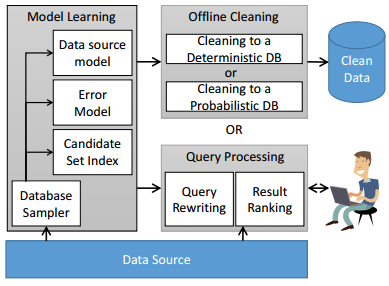 Model Learning
Data source
model
Error
Model
Candidate
Set Index
Database
Sampler
Offline Cleaning
Cleaning to a
Deterministic DB
or
Cleaning to a
Probabilistic DB
Clean
Data
OR
Query Processing
Query
Rewriting
Result
Ranking
Data Source